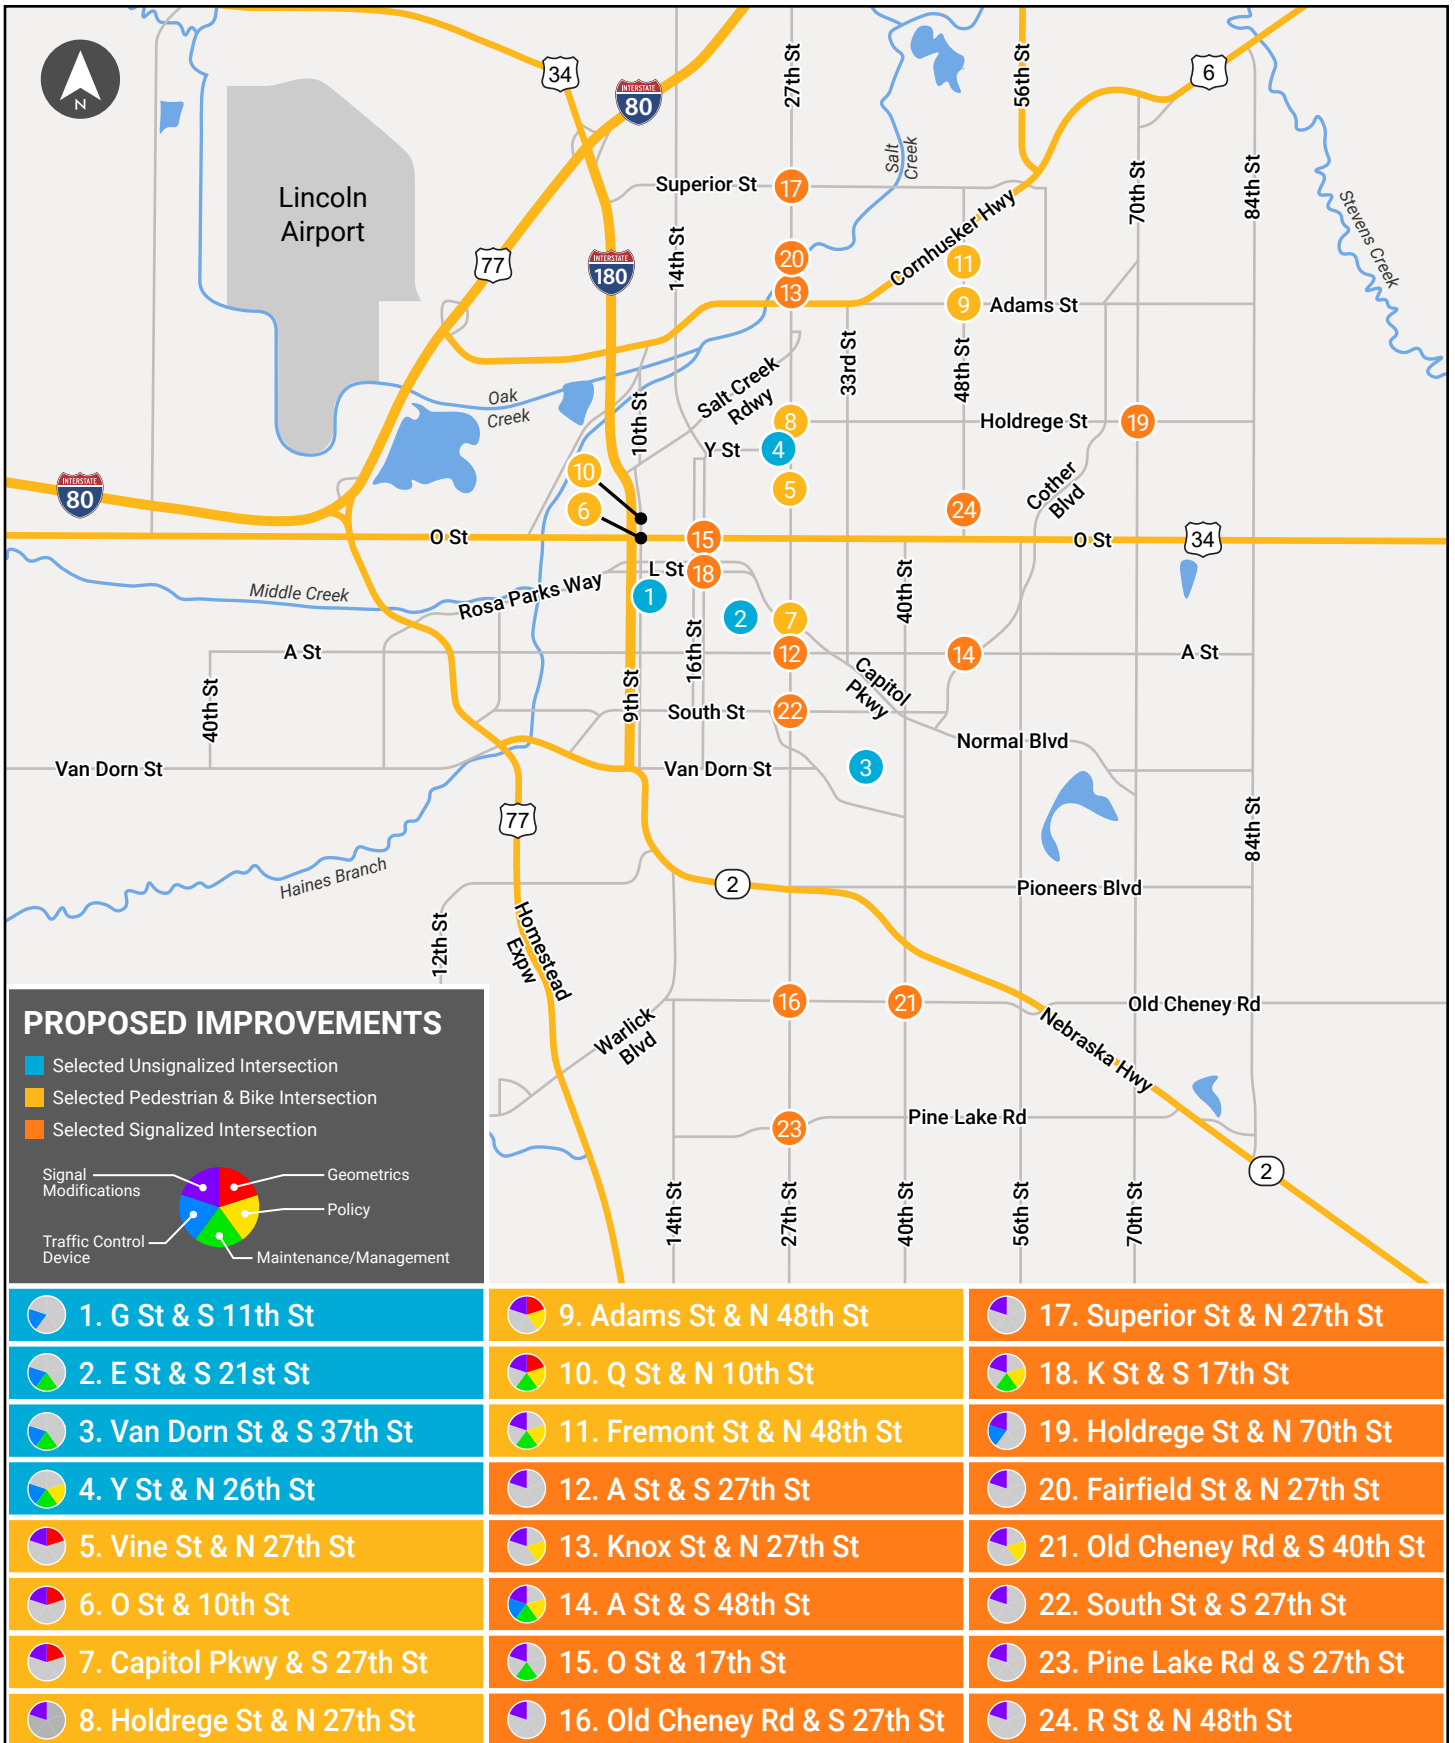 N
34
INTERSTATE
80
27th St
56th St
6
Salt
Creek
Superior St
17
70th St
84th St
Stevens Creek
Lincoln
Airport
14th St
Cornhusker Hwy
77
INTERSTATE
180
20
13
11
9
Adams St
33rd St
48th St
Oak
Creek
10th St
Salt Creek
Rdwy
8
Holdrege St
19
Y St
4
5
10
6
INTERSTATE
80
24
Cother
Blvd
O St
15
O St
34
Middle Creek
Rosa Parks Way
L St
18
1
2
7
40th St
A St
16th St
12
14
A St
Capitol
Pkwy
40th St
9th St
South St
22
Normal Blvd
Van Dorn St
Van Dorn St
3
77
84th St
Haines Branch
2
Pioneers Blvd
12th St
Homestead
Expw
16
21
Old Cheney Rd
Warlick
Blvd
Nebraska Hwy
23
Pine Lake Rd
2
14th St
27th St
40th St
56th St
70th St
PROPOSED IMPROVEMENTS
Selected Unsignalized Intersection
Selected Pedestrian & Bike Intersection
Selected Signalized Intersection
Signal
Modifications
Geometrics
Policy
Traffic Control
Device
Maintenance/Management
1. G St & S 11th St
2. E St & S 21st St
3. Van Dorn St & S 37th St
4. Y St & N 26th St
5. Vine St & N 27th St
6. O St & 10th St
7. Capitol Pkwy & S 27th St
8. Holdrege St & N 27th St
9. Adams St & N 48th St
10. Q St & N 10th St
11. Fremont St & N 48th St
12. A St & S 27th St
13. Knox St & N 27th St
14. A St & S 48th St
15. O St & 17th St
16. Old Cheney Rd & S 27th St
17. Superior St & N 27th St
18. K St & S 17th St
19. Holdrege St & N 70th St
20. Fairfield St & N 27th St
21. Old Cheney Rd & S 40th St
22. South St & S 27th St
23. Pine Lake Rd & S 27th St
24. R St & N 48th St